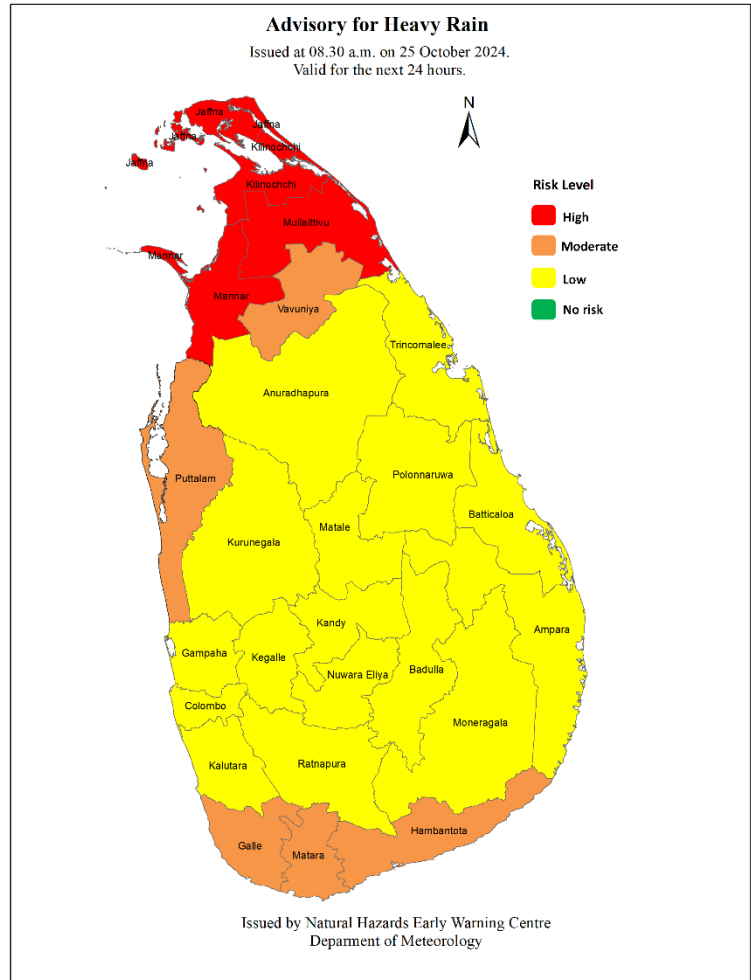 Advisory for Heavy Rain
Issued at 08.30 a.m. on 25 October 2024.
Valid for the next 24 hours.
N
Jaffna
Jaffna
Jaffna
Kilinochchi
Jaffna
Kilinochchi
Mullaittivu
Mannar
Mannar
Vavuniya
Risk Level
High
Moderate
Low
No risk
Trincomalee
Anuradhapura
Puttalam
Polonnaruwa
Batticaloa
Matale
Kurunegala
Kandy
Ampara
Gampaha
Kegalle
Nuwara Eliya
Badulla
Colombo
Moneragala
Kalutara
Ratnapura
Hambantota
Galle
Matara
Issued by Natural Hazards Early Warning Centre
Deparment of Meteorology